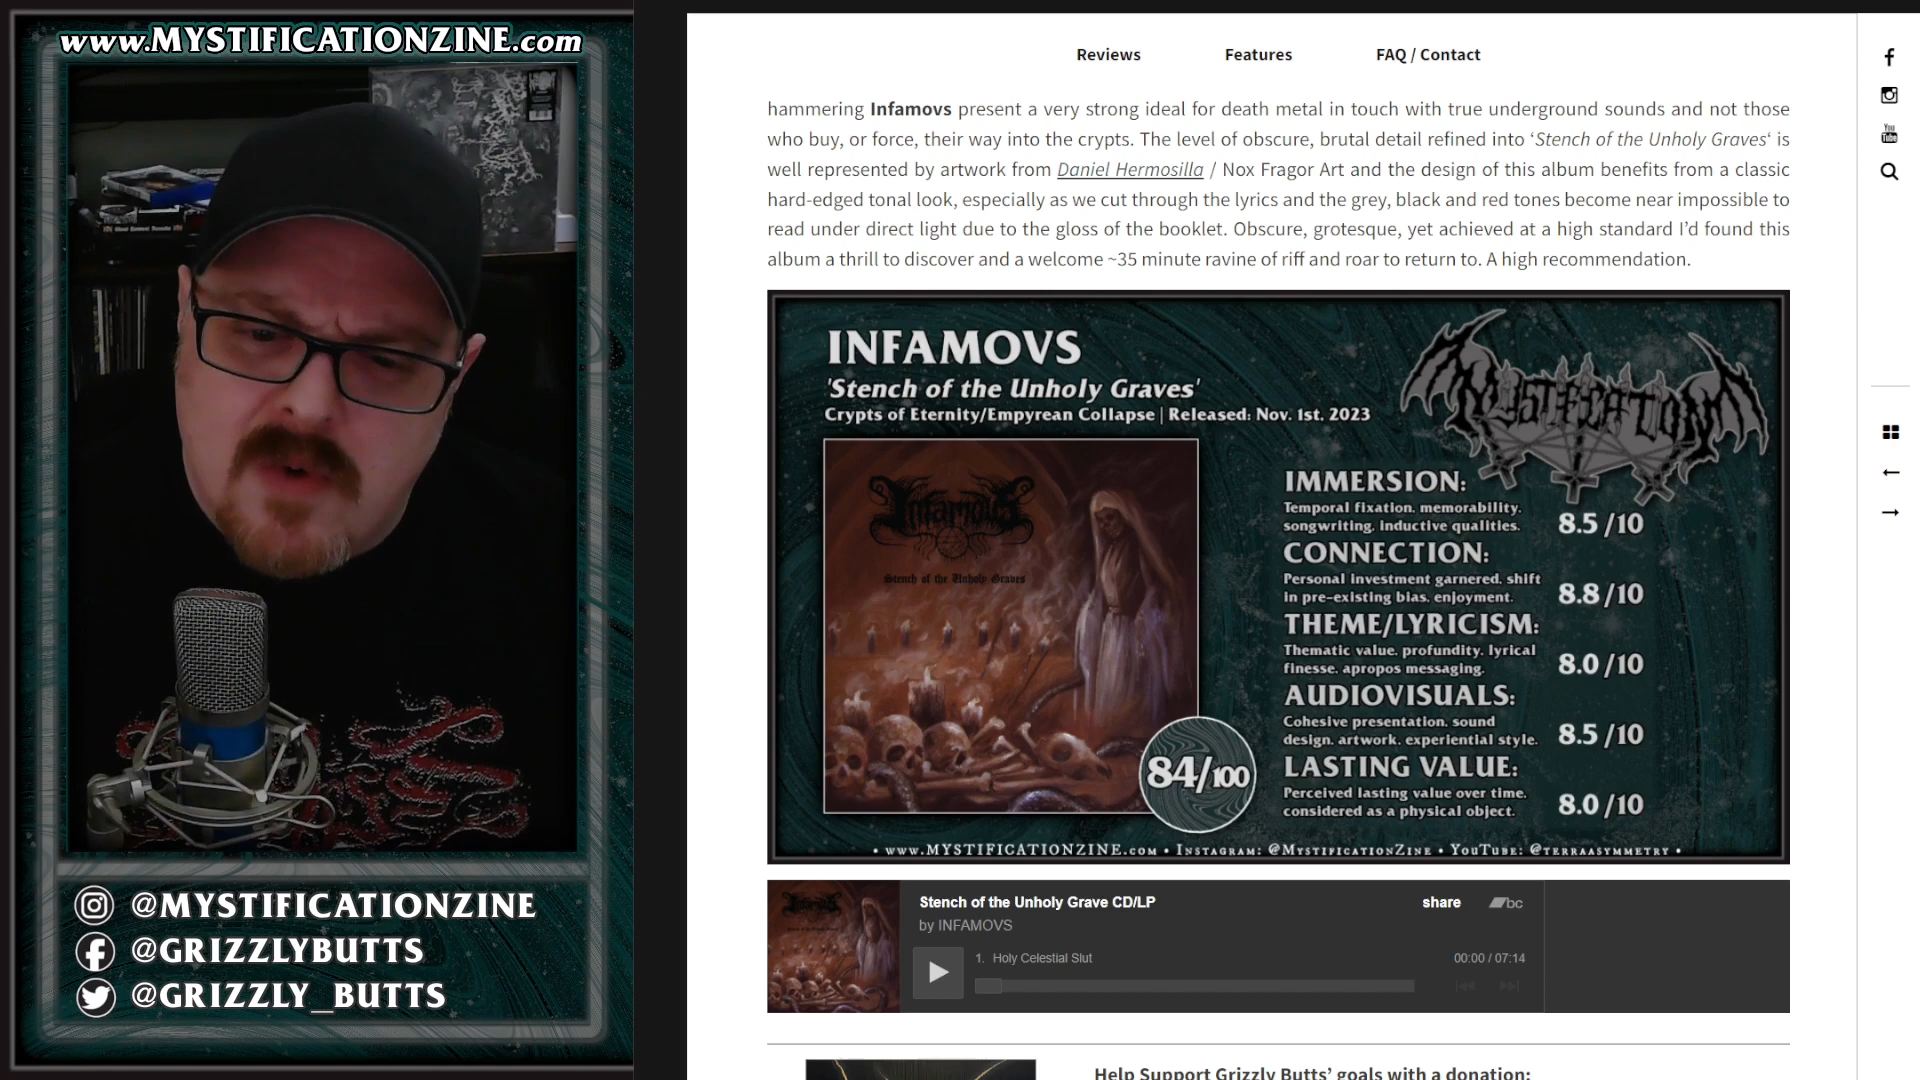 www.MYSTIFICATIONZINE.com
@MYSTIFICATIONZINE
@GRIZZLYBUTTS
@GRIZZLY_BUTTS
Reviews Features FAQ / Contact
hammering Infamovs present a very strong ideal for death metal in touch with true underground sounds and not those
who buy, or force, their way into the crypts. The level of obscure, brutal detail refined into ‘Stench of the Unholy Graves‘ is
well represented by artwork from Daniel Hermosilla / Nox Fragor Art and the design of this album benefits from a classic
hard-edged tonal look, especially as we cut through the lyrics and the grey, black and red tones become near impossible to
read under direct light due to the gloss of the booklet. Obscure, grotesque, yet achieved at a high standard I’d found this
album a thrill to discover and a welcome ~35 minute ravine of riff and roar to return to. A high recommendation.
INFAMOVS
'Stench of the Unholy Graves'
Crypts of Eternity/Empyrean Collapse | Released: Nov. 1st. 2023
MYSTIFICATION
Infamovs
Stench of the Unholy Graves
84/100
IMMERSION:
Temporal fixation. memorability.
songwriting. inductive qualities.
8.5 /10
CONNECTION:
Personal investment garnered. shift
in pre-existing bias. enjoyment.
8.8 /10
THEME/LYRICISM:
Thematic value. profundity. lyrical
finesse. apropos messaging.
8.0 /10
AUDIOVISUALS:
Cohesive presentation. sound
design. artwork. experiential style.
8.5 /10
LASTING VALUE:
Perceived lasting value over time.
considered as a physical object.
8.0 /10
• www.MYSTIFICATIONZINE.com • Instagram: @MystificationZine • YouTube: @terraasymmetry •
Stench of the Unholy Grave CD/LP share bc
by INFAMOVS
1. Holy Celestial Slut 00:00 / 07:14
Help Support Grizzly Butts’ goals with a donation:
You
Tube